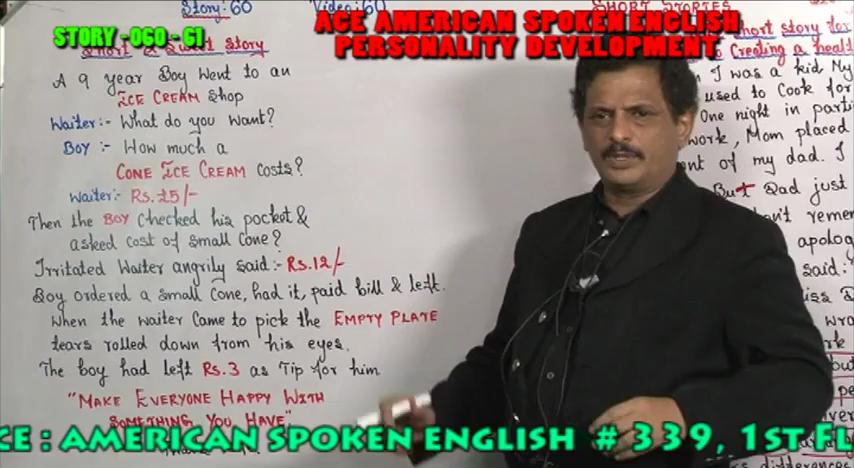 Story: 60 Video: 60
SHORT STORIES
ACE AMERICAN SPOKEN ENGLISH
PERSONALITY DEVELOPMENT
STORY -060 - 61
Short & Sweet Story
A 9 year Boy went to an
ICE CREAM Shop
Waiter:- What do you want?
Boy :- How much a
CONE ICE CREAM costs?
Waiter:- Rs.15/-
Then the BOY checked his pocket &
asked cost of small Cone?
Irritated Waiter angrily said:- Rs.12/-
Boy ordered a small Cone, had it, paid bill & left.
When the waiter Came to pick the EMPTY PLATE
tears rolled down from his eyes.
The boy had left Rs.3 as Tip for him
"MAKE EVERYONE HAPPY WITH
SOMETHING YOU HAVE"
short story for
Creating a health
I was a kid My
used to Cook for
One night in parti
work, Mom placed
of my dad. I
But Dad just
remem
apolog
said:
CE : AMERICAN SPOKEN ENGLISH # 339, 1ST FL